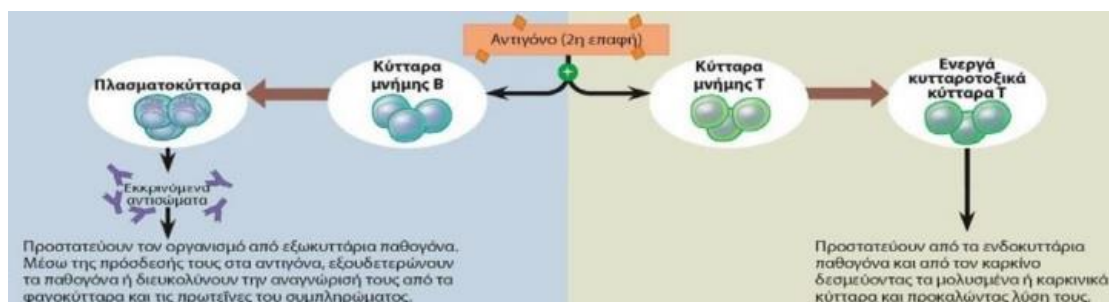 Αντιγόνο (2η επαφή)
Πλασματοκύτταρα
Κύτταρα
μνήμης Β
Κύτταρα
μνήμης Τ
Ενεργά
κυτταροτοξικά
κύτταρα Τ
+
Εκκρινόμενα
αντισώματα
Προστατεύουν τον οργανισμό από εξωκυττάρια παθογόνα.
Μέσω της πρόσδεσής τους στα αντιγόνα, εξουδετερώνουν
τα παθογόνα ή διευκολύνουν την αναγνώρισή τους από τα
φαγοκύτταρα και τις πρωτεΐνες του συμπληρώματος.
Προστατεύουν από τα ενδοκυττάρια
παθογόνα και από τον καρκίνο
δεσμεύοντας τα μολυσμένα ή καρκινικά
κύτταρα και προκαλώντας λύση τους.